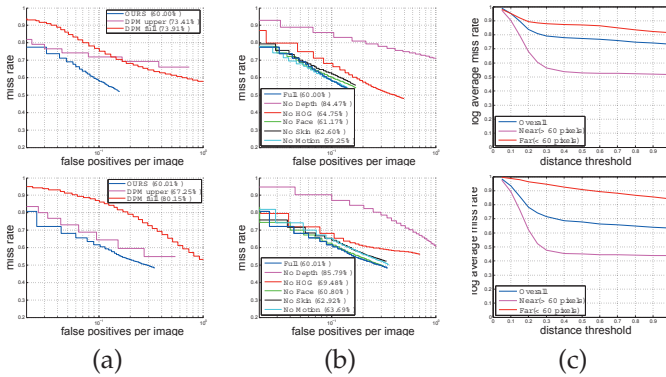 OURS (60.00%)
DPM upper (73.41%)
DPM full (73.91%)
miss rate
false positives per image
Full (60.00%)
No Depth (84.47%)
No HOG (64.75%)
No Face (61.17%)
No Skin (62.60%)
No Motion (59.25%)
miss rate
false positives per image
log average miss rate
Overall
Near(> 60 pixels)
Far(< 60 pixels)
distance threshold
OURS (60.01%)
DPM upper (67.25%)
DPM full (80.15%)
miss rate
false positives per image
Full (60.01%)
No Depth (85.79%)
No HOG (69.48%)
No Face (60.80%)
No Skin (62.92%)
No Motion (63.69%)
miss rate
false positives per image
log average miss rate
Overall
Near(> 60 pixels)
Far(< 60 pixels)
distance threshold
(a)
(b)
(c)